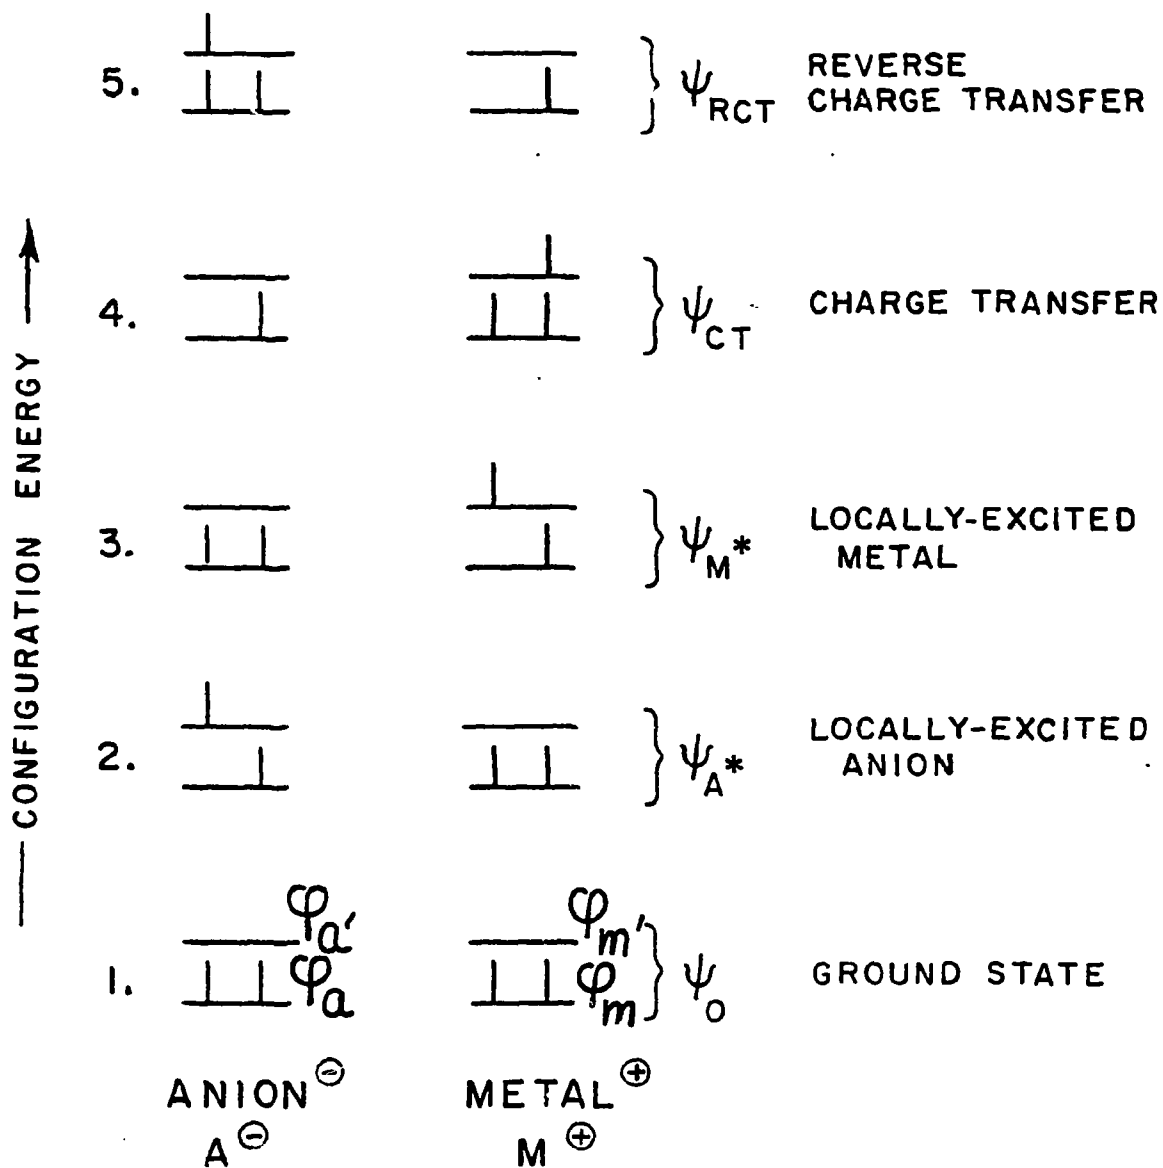 5.
ψRCT
REVERSE
CHARGE TRANSFER
4.
ψCT
CHARGE TRANSFER
3.
ψM*
LOCALLY-EXCITED
METAL
2.
ψA*
LOCALLY-EXCITED
ANION
φa'
φm'
1.
φa
φm
ψ0
GROUND STATE
ANION⊖
METAL⊕
A⊖
M⊕
CONFIGURATION ENERGY